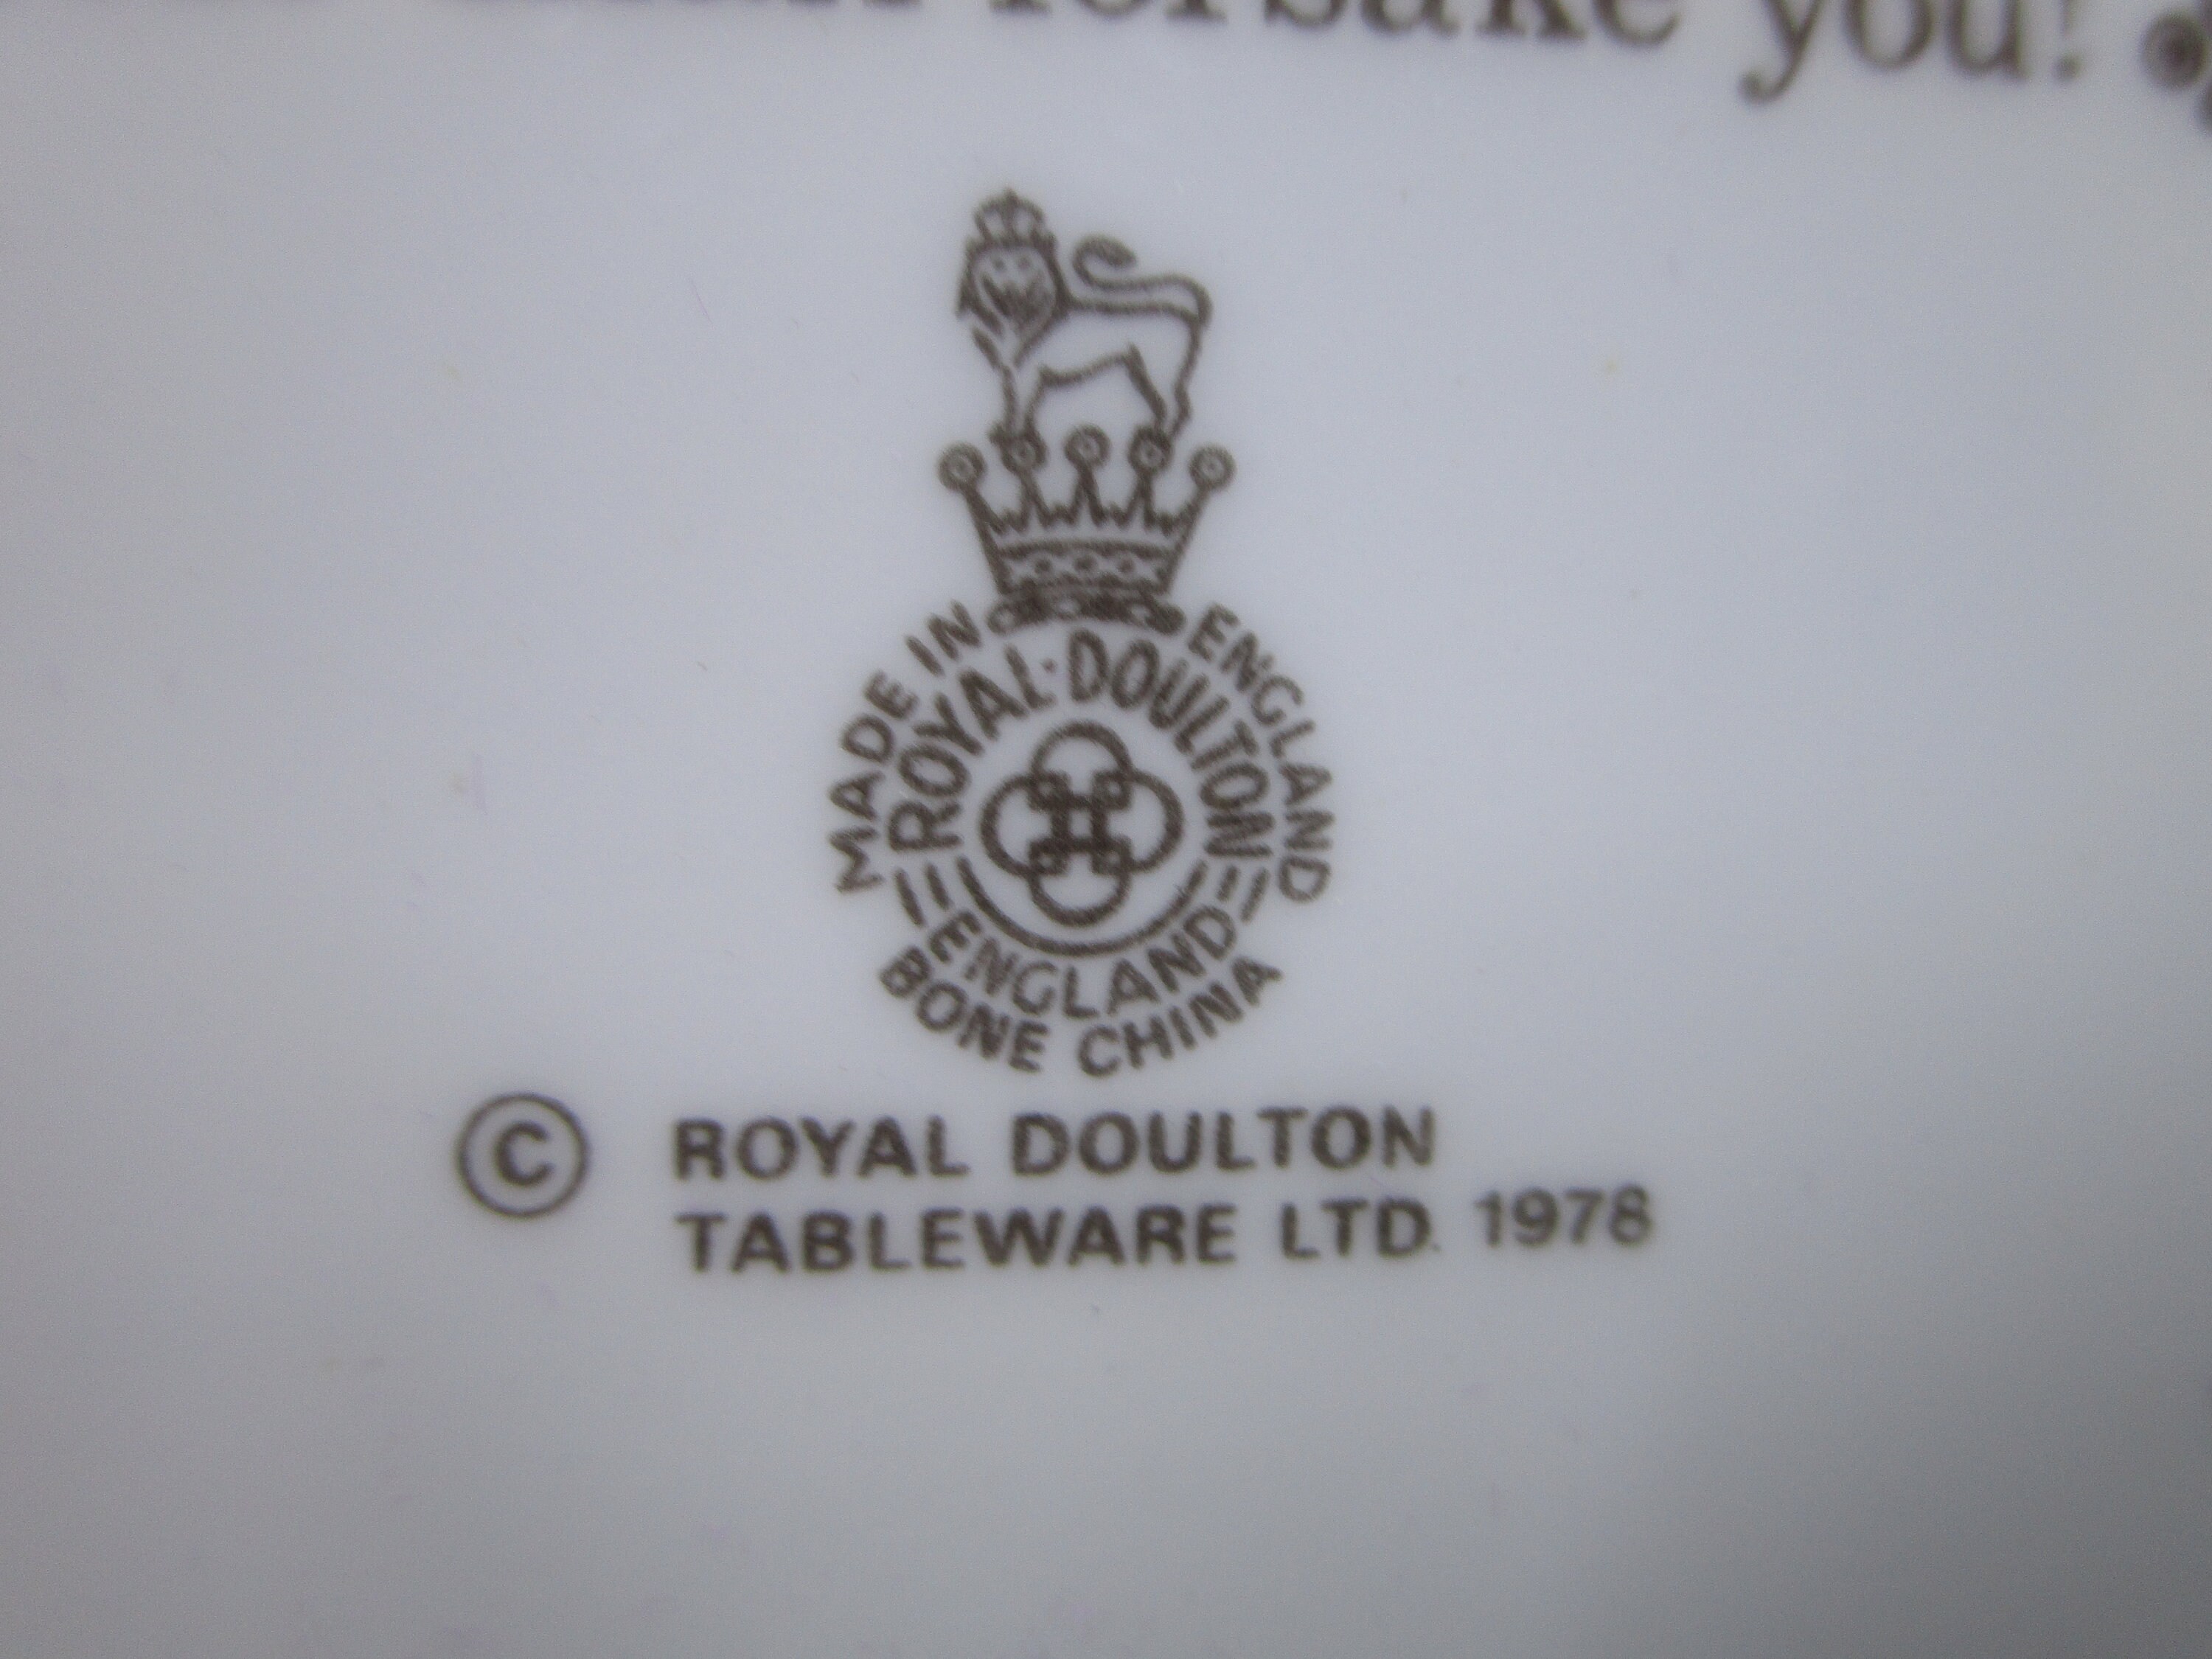 forsake you!
MADE IN ENGLAND
ROYAL·DOULTON
ENGLAND
BONE CHINA
© ROYAL DOULTON
TABLEWARE LTD. 1978